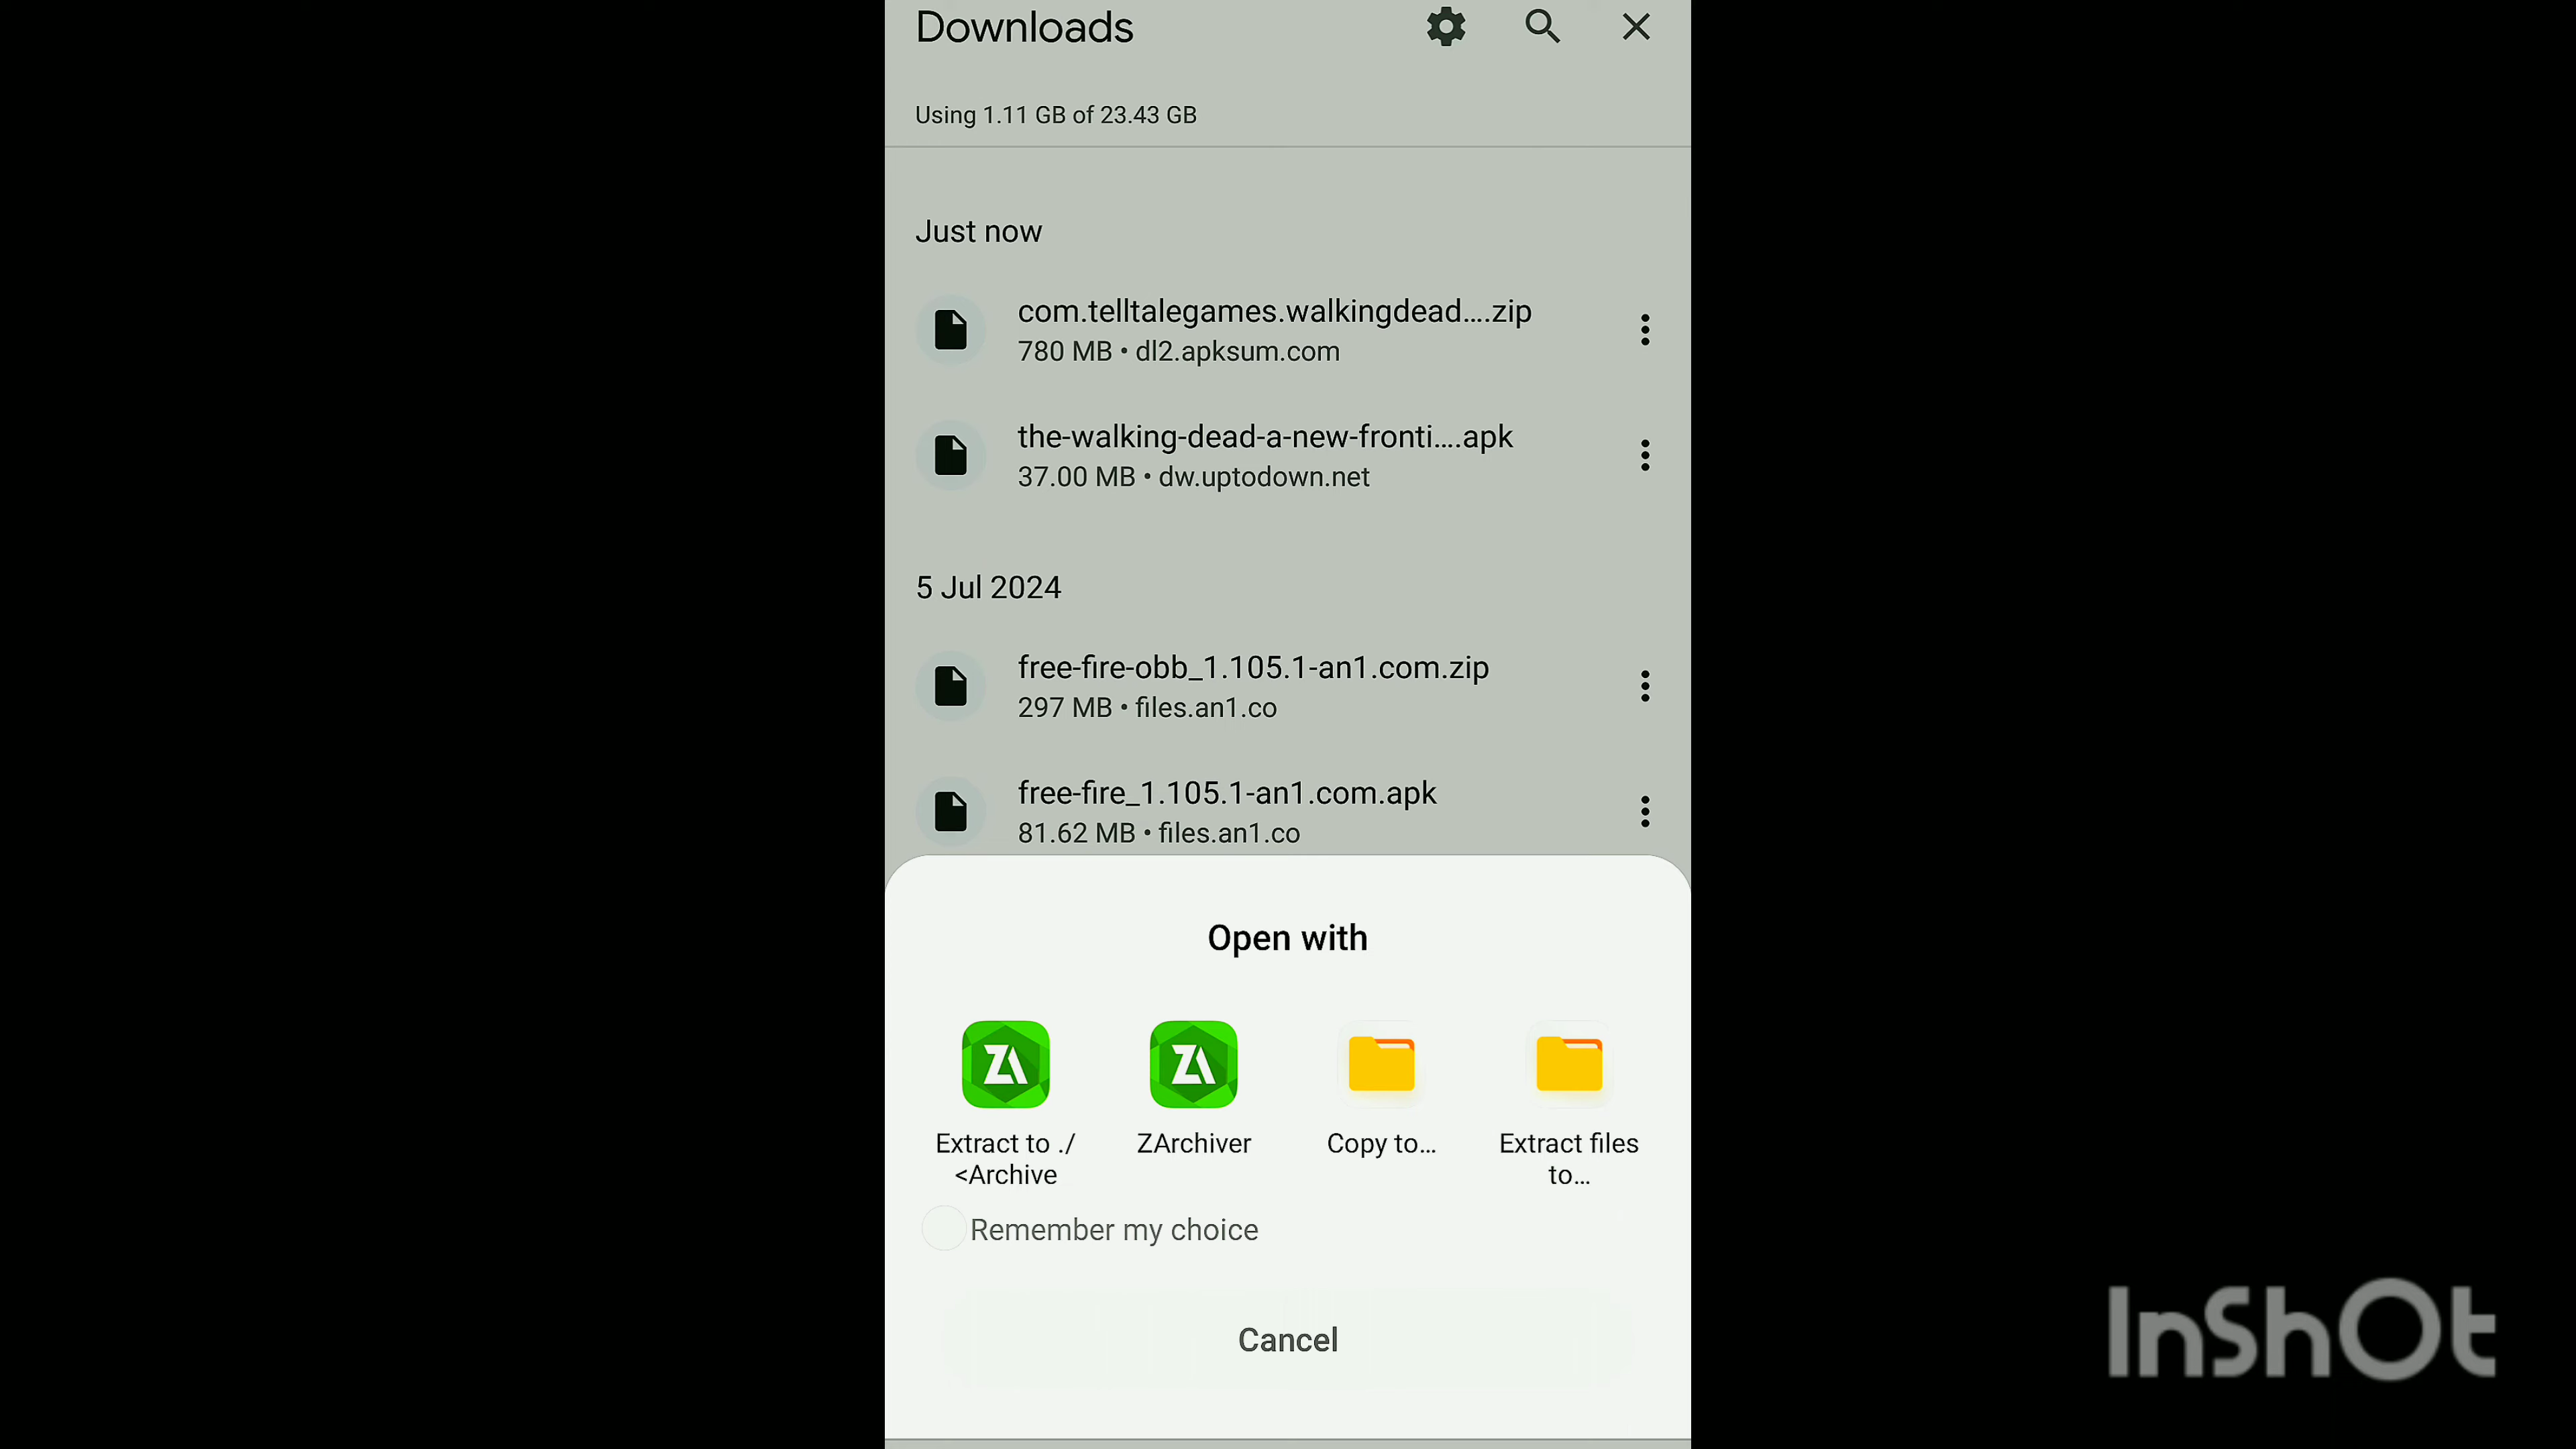 Downloads
Using 1.11 GB of 23.43 GB
Just now
com.telltalegames.walkingdead....zip
780 MB • dl2.apksum.com
the-walking-dead-a-new-fronti....apk
37.00 MB • dw.uptodown.net
5 Jul 2024
free-fire-obb_1.105.1-an1.com.zip
297 MB • files.an1.co
free-fire_1.105.1-an1.com.apk
81.62 MB • files.an1.co
Open with
ZA
ZA
Extract to ./
<Archive
ZArchiver
Copy to...
Extract files
to...
Remember my choice
Cancel
InShOt